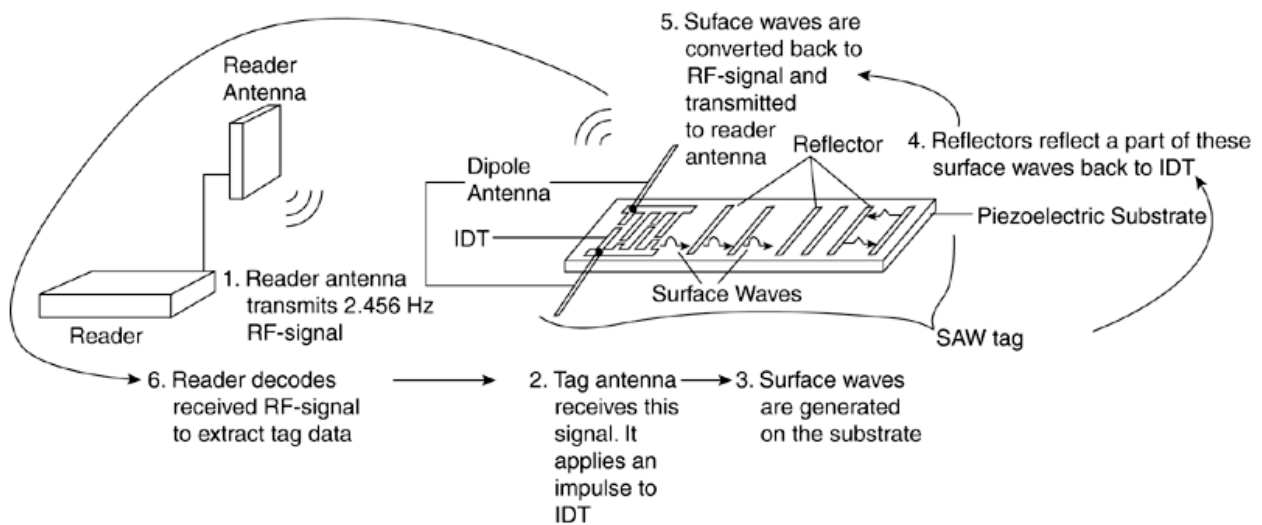 Reader
Antenna
1. Reader antenna
transmits 2.456 Hz
RF-signal
Reader
Dipole
Antenna
IDT
5. Suface waves are
converted back to
RF-signal and
transmitted
to reader
antenna
Reflector
4. Reflectors reflect a part of these
surface waves back to IDT
Piezoelectric Substrate
Surface Waves
SAW tag
6. Reader decodes
received RF-signal
to extract tag data
2. Tag antenna
receives this
signal. It
applies an
impulse to
IDT
3. Surface waves
are generated
on the substrate